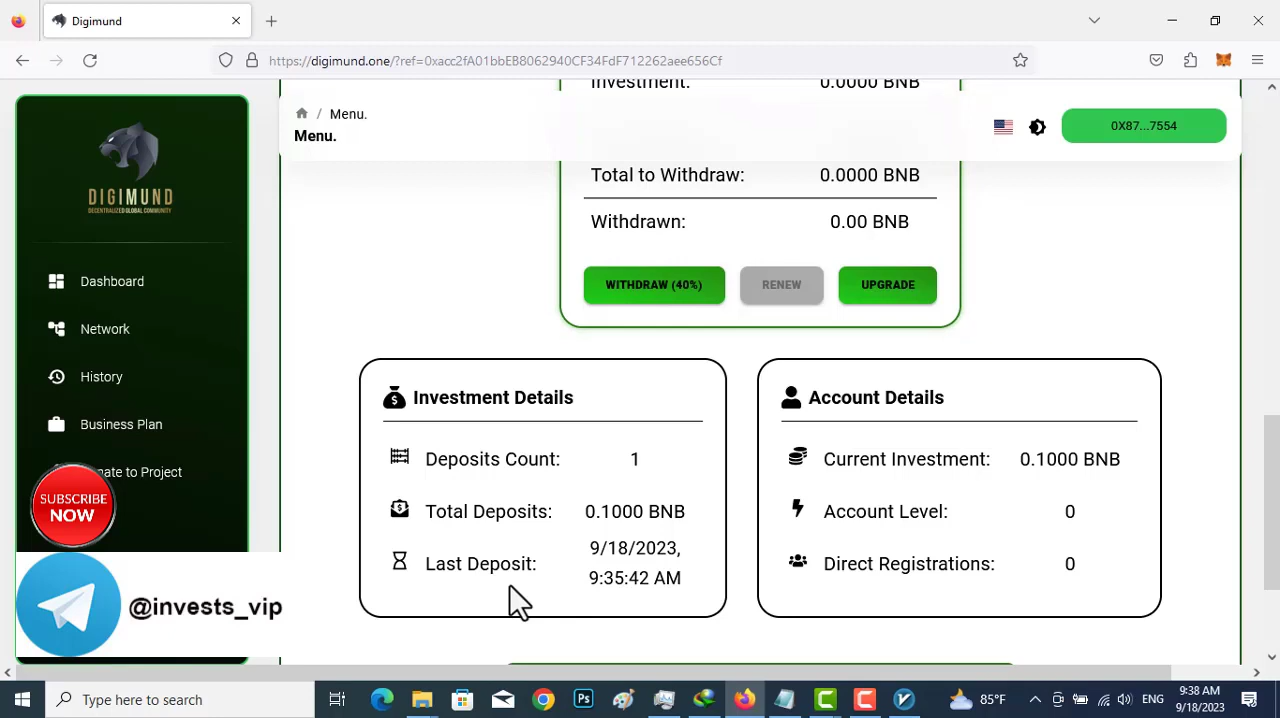 Digimund
https://digimund.one/?ref=0xacc2fA01bbEB8062940CF34FdF712262aee656Cf
Investment: 0.0000 BNB
/ Menu.
Menu.
0X87...7554
DIGIMUND
DECENTRALIZED GLOBAL COMMUNITY
Total to Withdraw: 0.0000 BNB
Withdrawn: 0.00 BNB
WITHDRAW (40%) RENEW UPGRADE
Dashboard
Network
History
Business Plan
nate to Project
SUBSCRIBE
NOW
@invests_vip
Investment Details
Deposits Count: 1
Total Deposits: 0.1000 BNB
Last Deposit: 9/18/2023,
9:35:42 AM
Account Details
Current Investment: 0.1000 BNB
Account Level: 0
Direct Registrations: 0
Type here to search
Ps
85°F
ENG
9:38 AM
9/18/2023